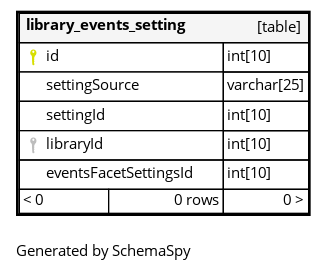 library_events_setting [table]
id int[10]
settingSource varchar[25]
settingId int[10]
libraryId int[10]
eventsFacetSettingsId int[10]
< 0 0 rows 0 >
Generated by SchemaSpy